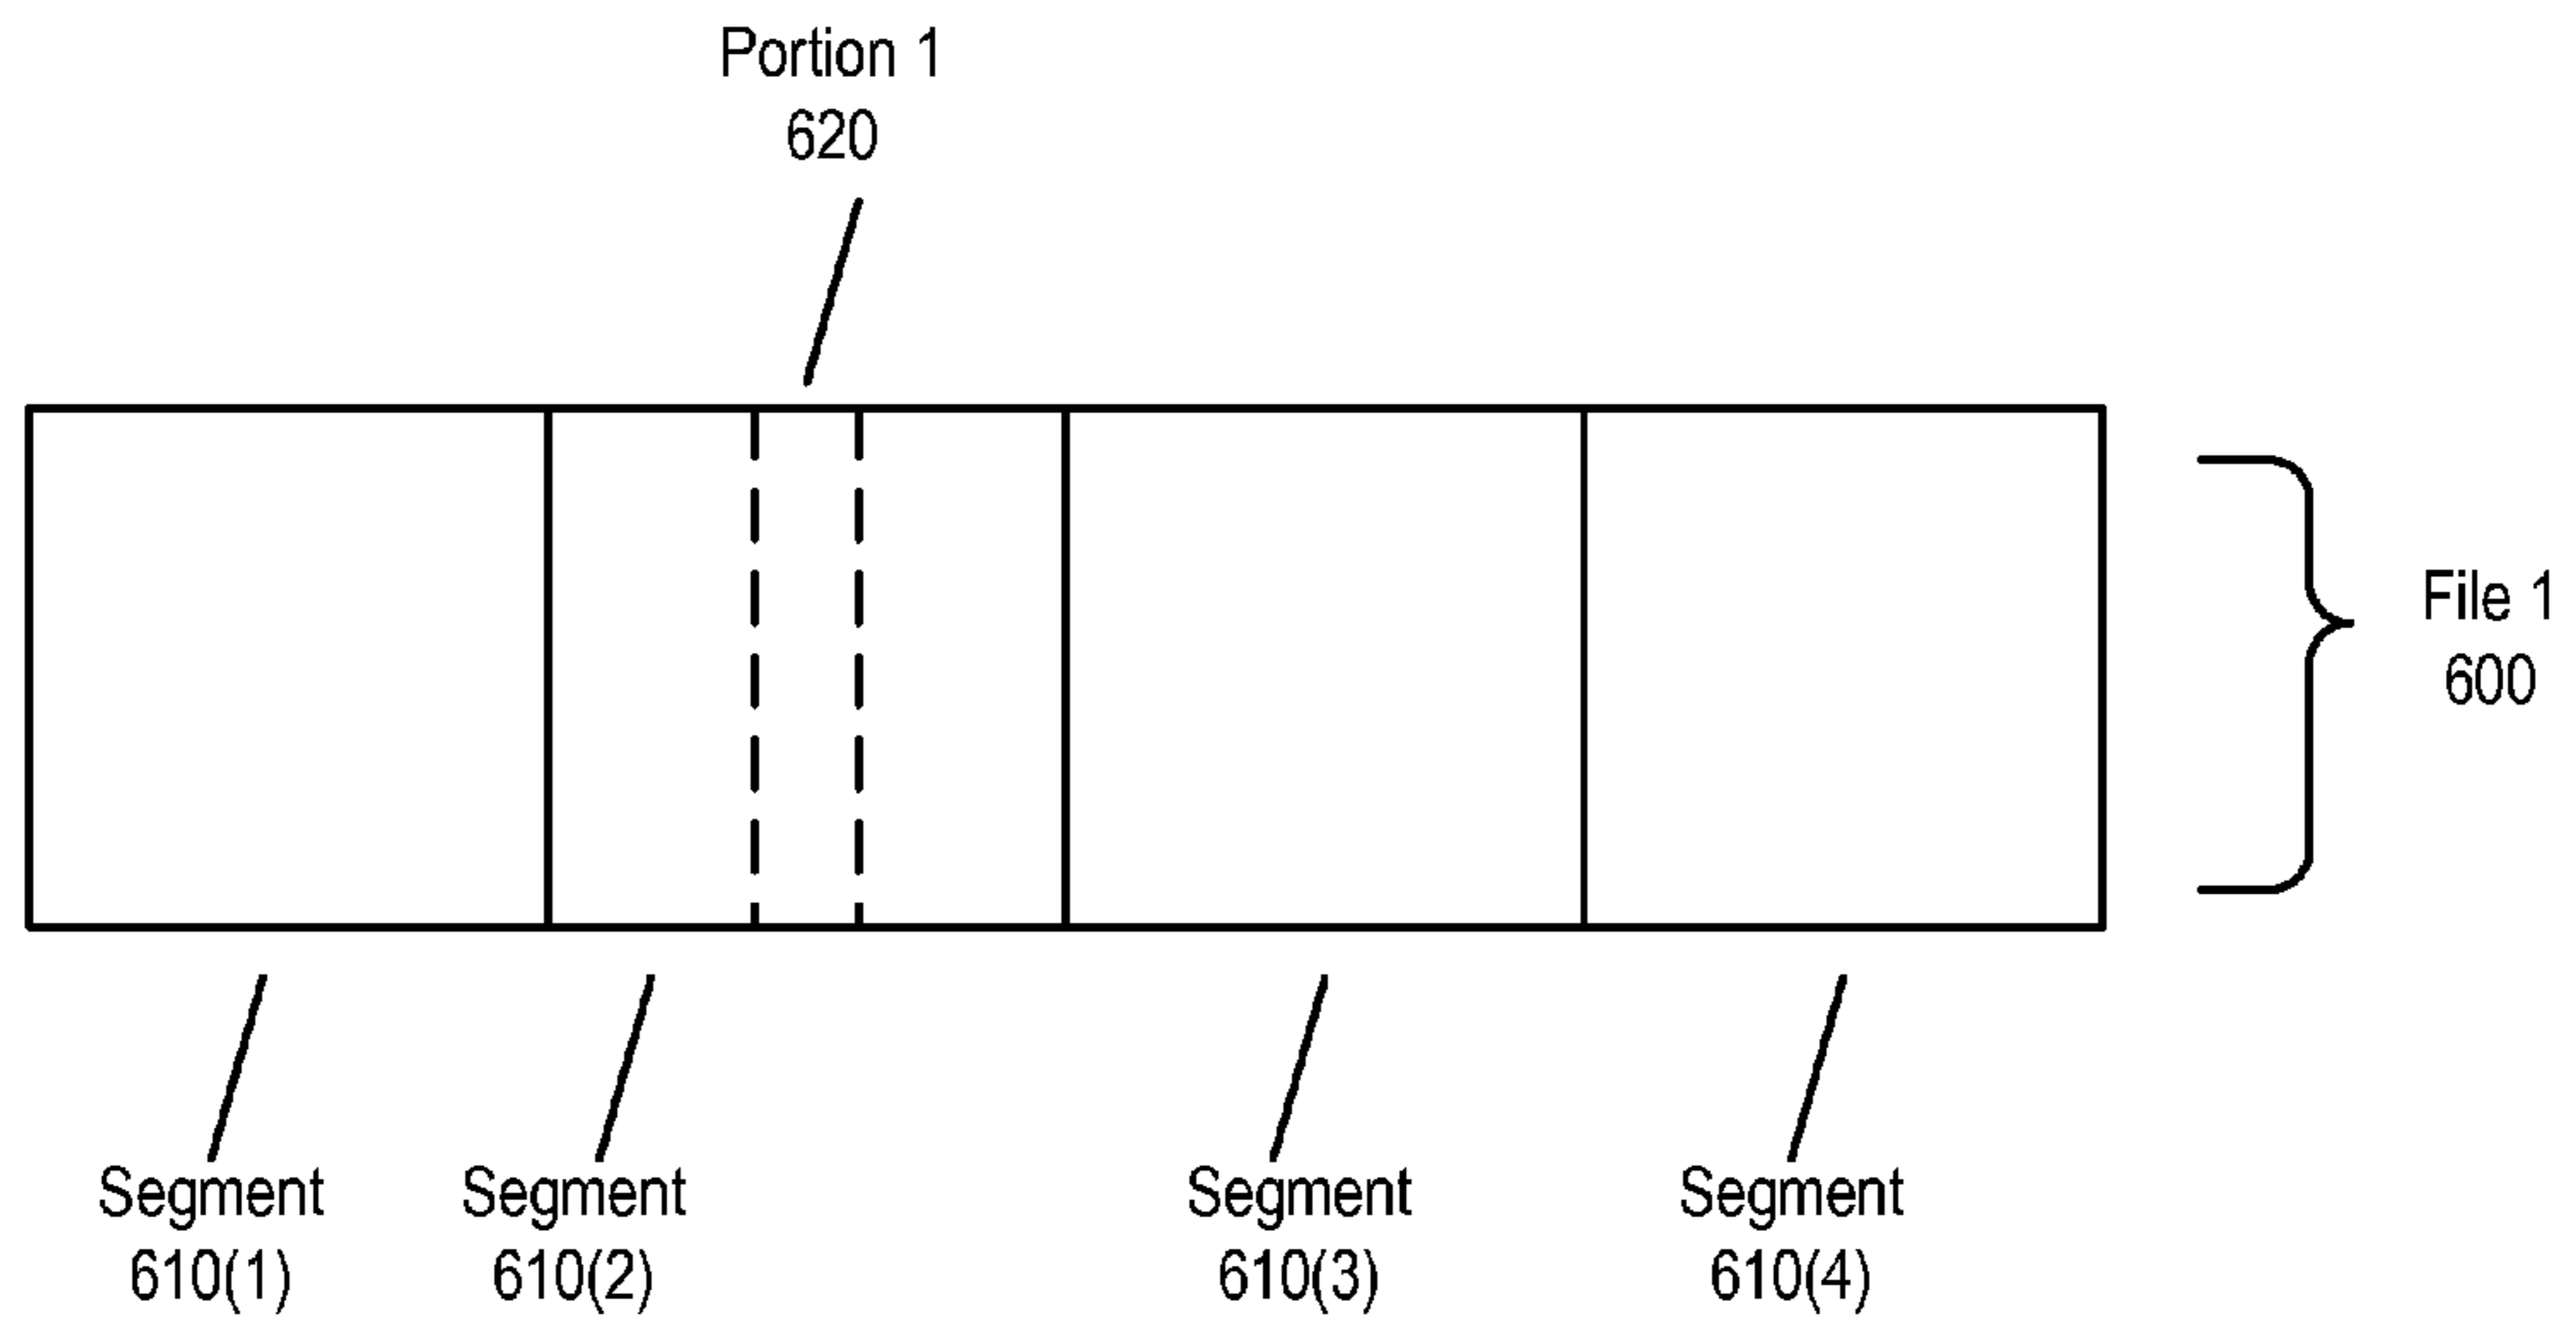 Portion 1
620
File 1
600
Segment
610(1)
Segment
610(2)
Segment
610(3)
Segment
610(4)